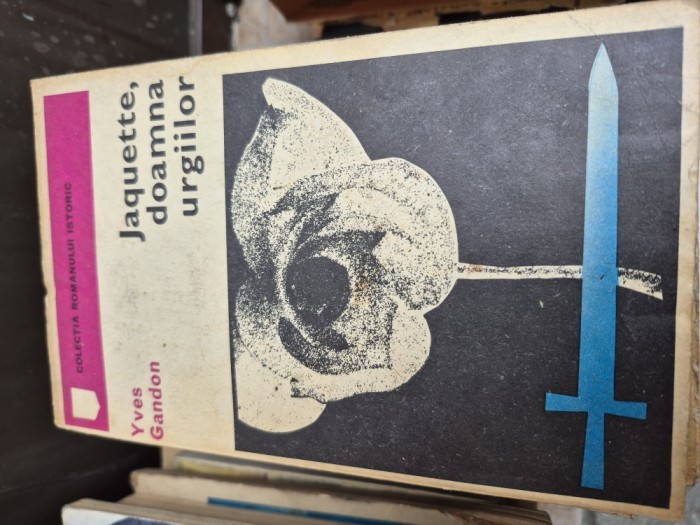 COLECȚIA ROMANULUI ISTORIC
Jaquette,
doamna
urgiilor
Yves
Gandon